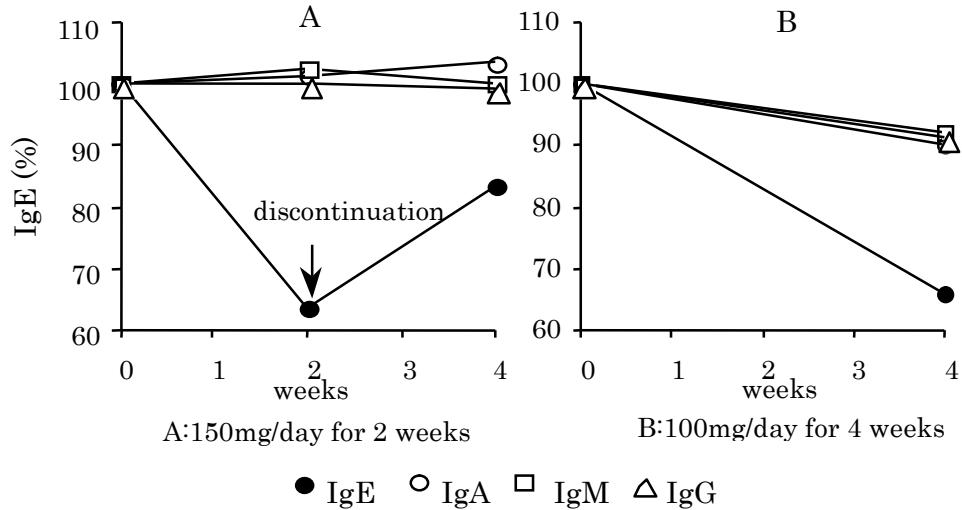 A
B
IgE (%)
110
100
90
80
70
60
discontinuation
0 1 2 3 4
weeks
A:150mg/day for 2 weeks
110
100
90
80
70
60
0 1 2 3 4
weeks
B:100mg/day for 4 weeks
IgE IgA IgM IgG